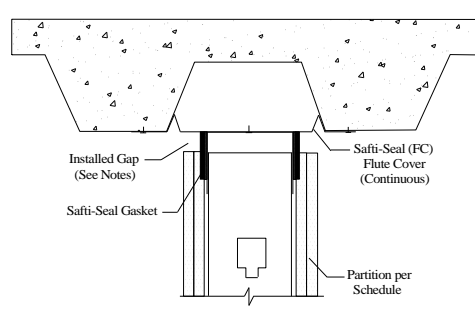 Installed Gap
(See Notes)
Safti-Seal Gasket
Safti-Seal (FC)
Flute Cover
(Continuous)
Partition per
Schedule